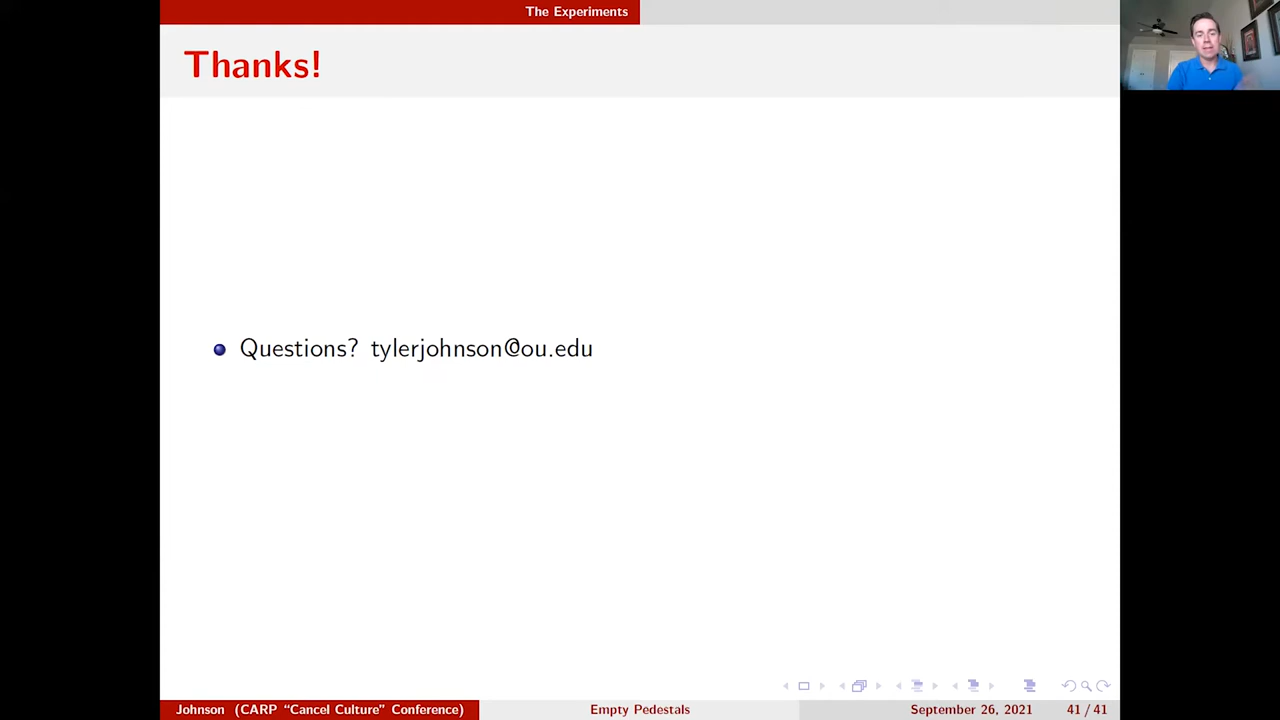 The Experiments
Thanks!
Questions? tylerjohnson@ou.edu
Johnson (CARP “Cancel Culture” Conference)
Empty Pedestals
September 26, 2021
41 / 41